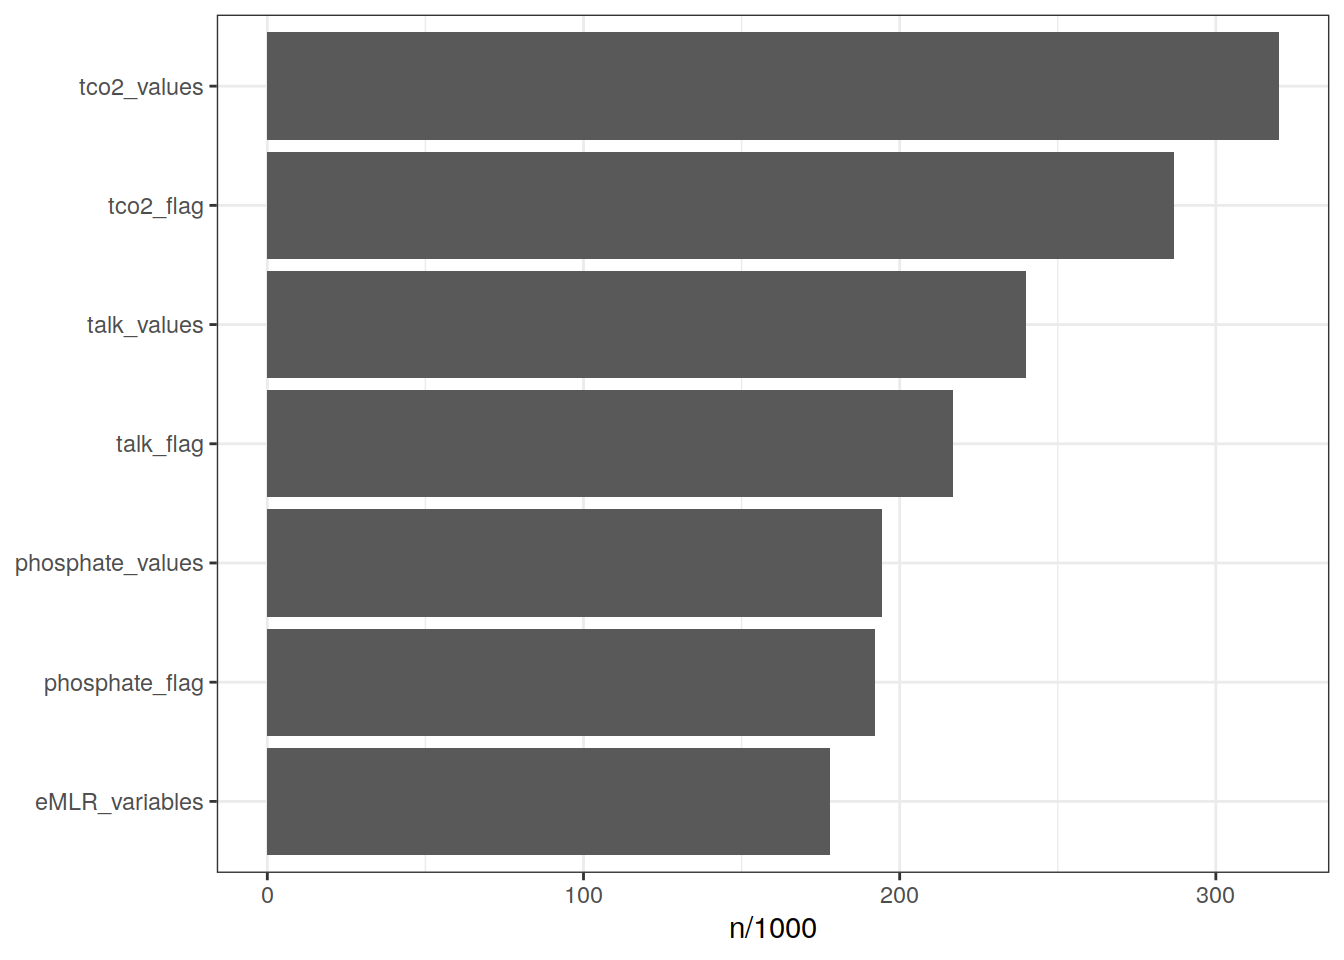 tco2_values
tco2_flag
talk_values
talk_flag
phosphate_values
phosphate_flag
eMLR_variables
0 100 200 300
n/1000